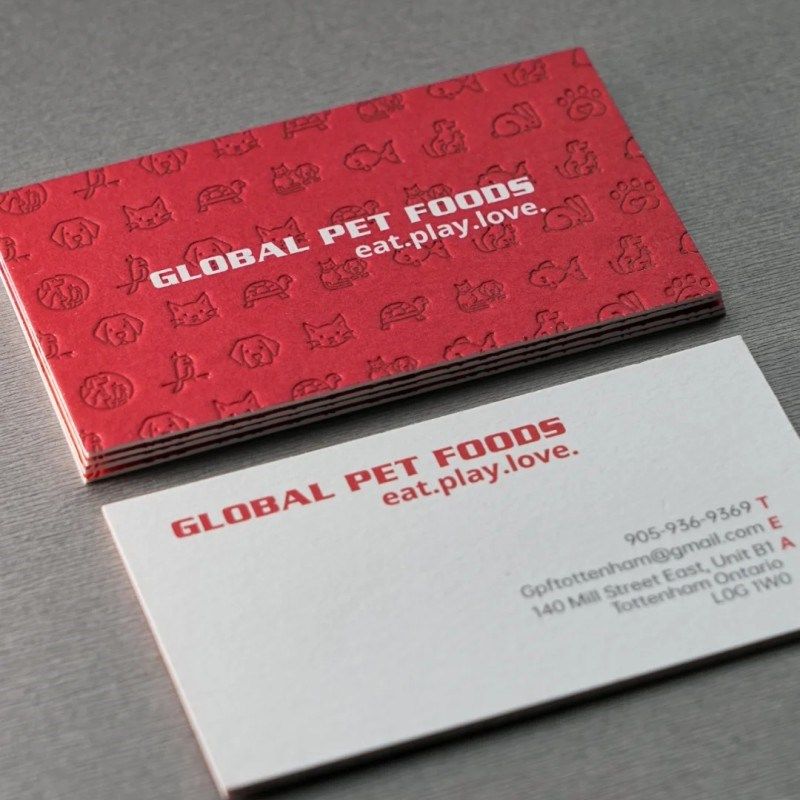 GLOBAL PET FOODS
eat.play.love.
GLOBAL PET FOODS
eat.play.love.
905-936-9369 T
Gpftottenham@gmail.com E
140 Mill Street East, Unit B1 A
Tottenham Ontario
L0G 1W0